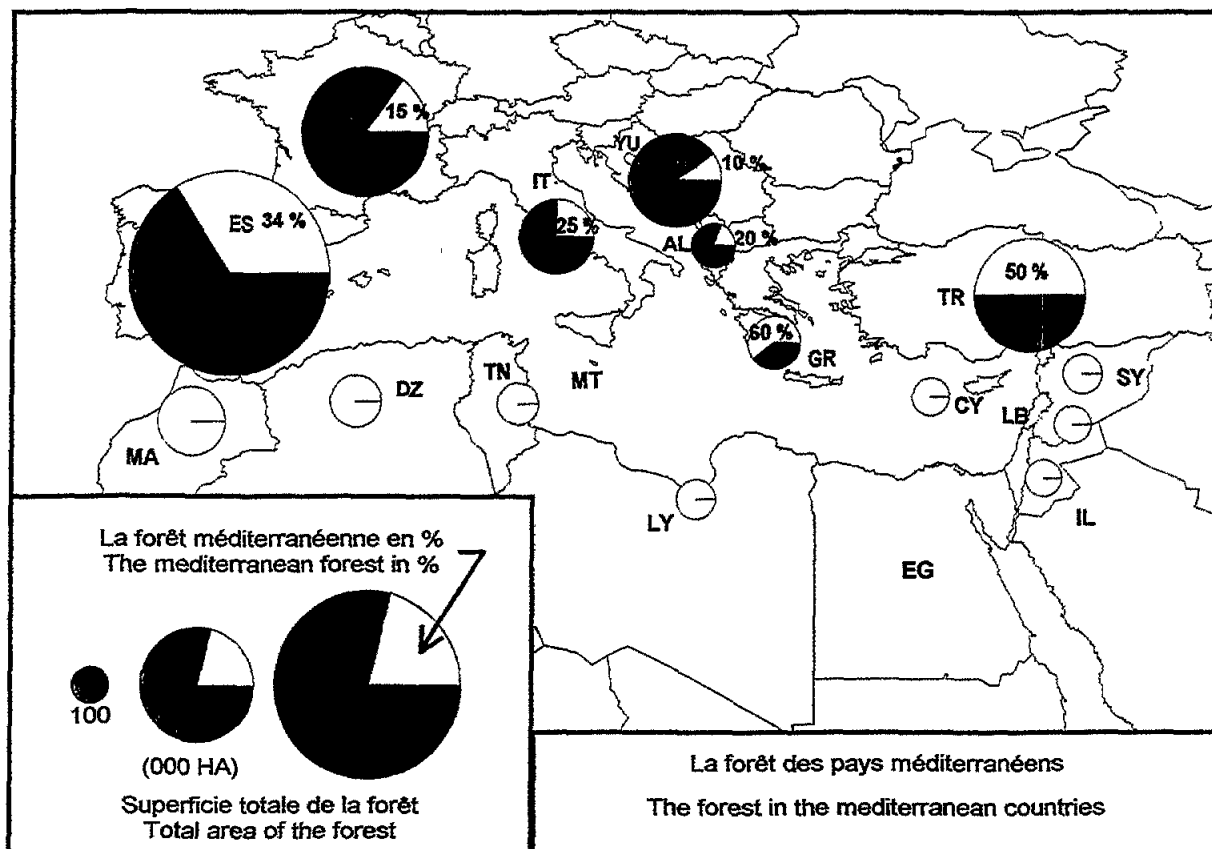 15 %
YU
10 %
IT
ES 34 %
25 %
AL
20 %
50 %
TR
60 %
GR
TN
MT
DZ
SY
CY
LB
MA
LY
IL
EG
La forêt méditerranéenne en %
The mediterranean forest in %
100
(000 HA)
Superficie totale de la forêt
Total area of the forest
La forêt des pays méditerranéens
The forest in the mediterranean countries